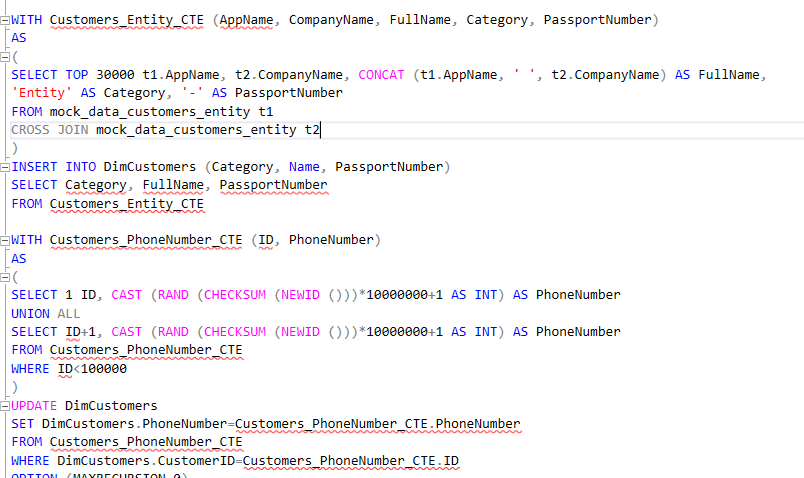 WITH Customers_Entity_CTE (AppName, CompanyName, FullName, Category, PassportNumber)
AS
(
SELECT TOP 30000 t1.AppName, t2.CompanyName, CONCAT (t1.AppName, ' ', t2.CompanyName) AS FullName,
'Entity' AS Category, '-' AS PassportNumber
FROM mock_data_customers_entity t1
CROSS JOIN mock_data_customers_entity t2
)
INSERT INTO DimCustomers (Category, Name, PassportNumber)
SELECT Category, FullName, PassportNumber
FROM Customers_Entity_CTE
WITH Customers_PhoneNumber_CTE (ID, PhoneNumber)
AS
(
SELECT 1 ID, CAST (RAND (CHECKSUM (NEWID ()))*10000000+1 AS INT) AS PhoneNumber
UNION ALL
SELECT ID+1, CAST (RAND (CHECKSUM (NEWID ()))*10000000+1 AS INT) AS PhoneNumber
FROM Customers_PhoneNumber_CTE
WHERE ID<100000
)
UPDATE DimCustomers
SET DimCustomers.PhoneNumber=Customers_PhoneNumber_CTE.PhoneNumber
FROM Customers_PhoneNumber_CTE
WHERE DimCustomers.CustomerID=Customers_PhoneNumber_CTE.ID
OPTION (MAXRECURSION 0)